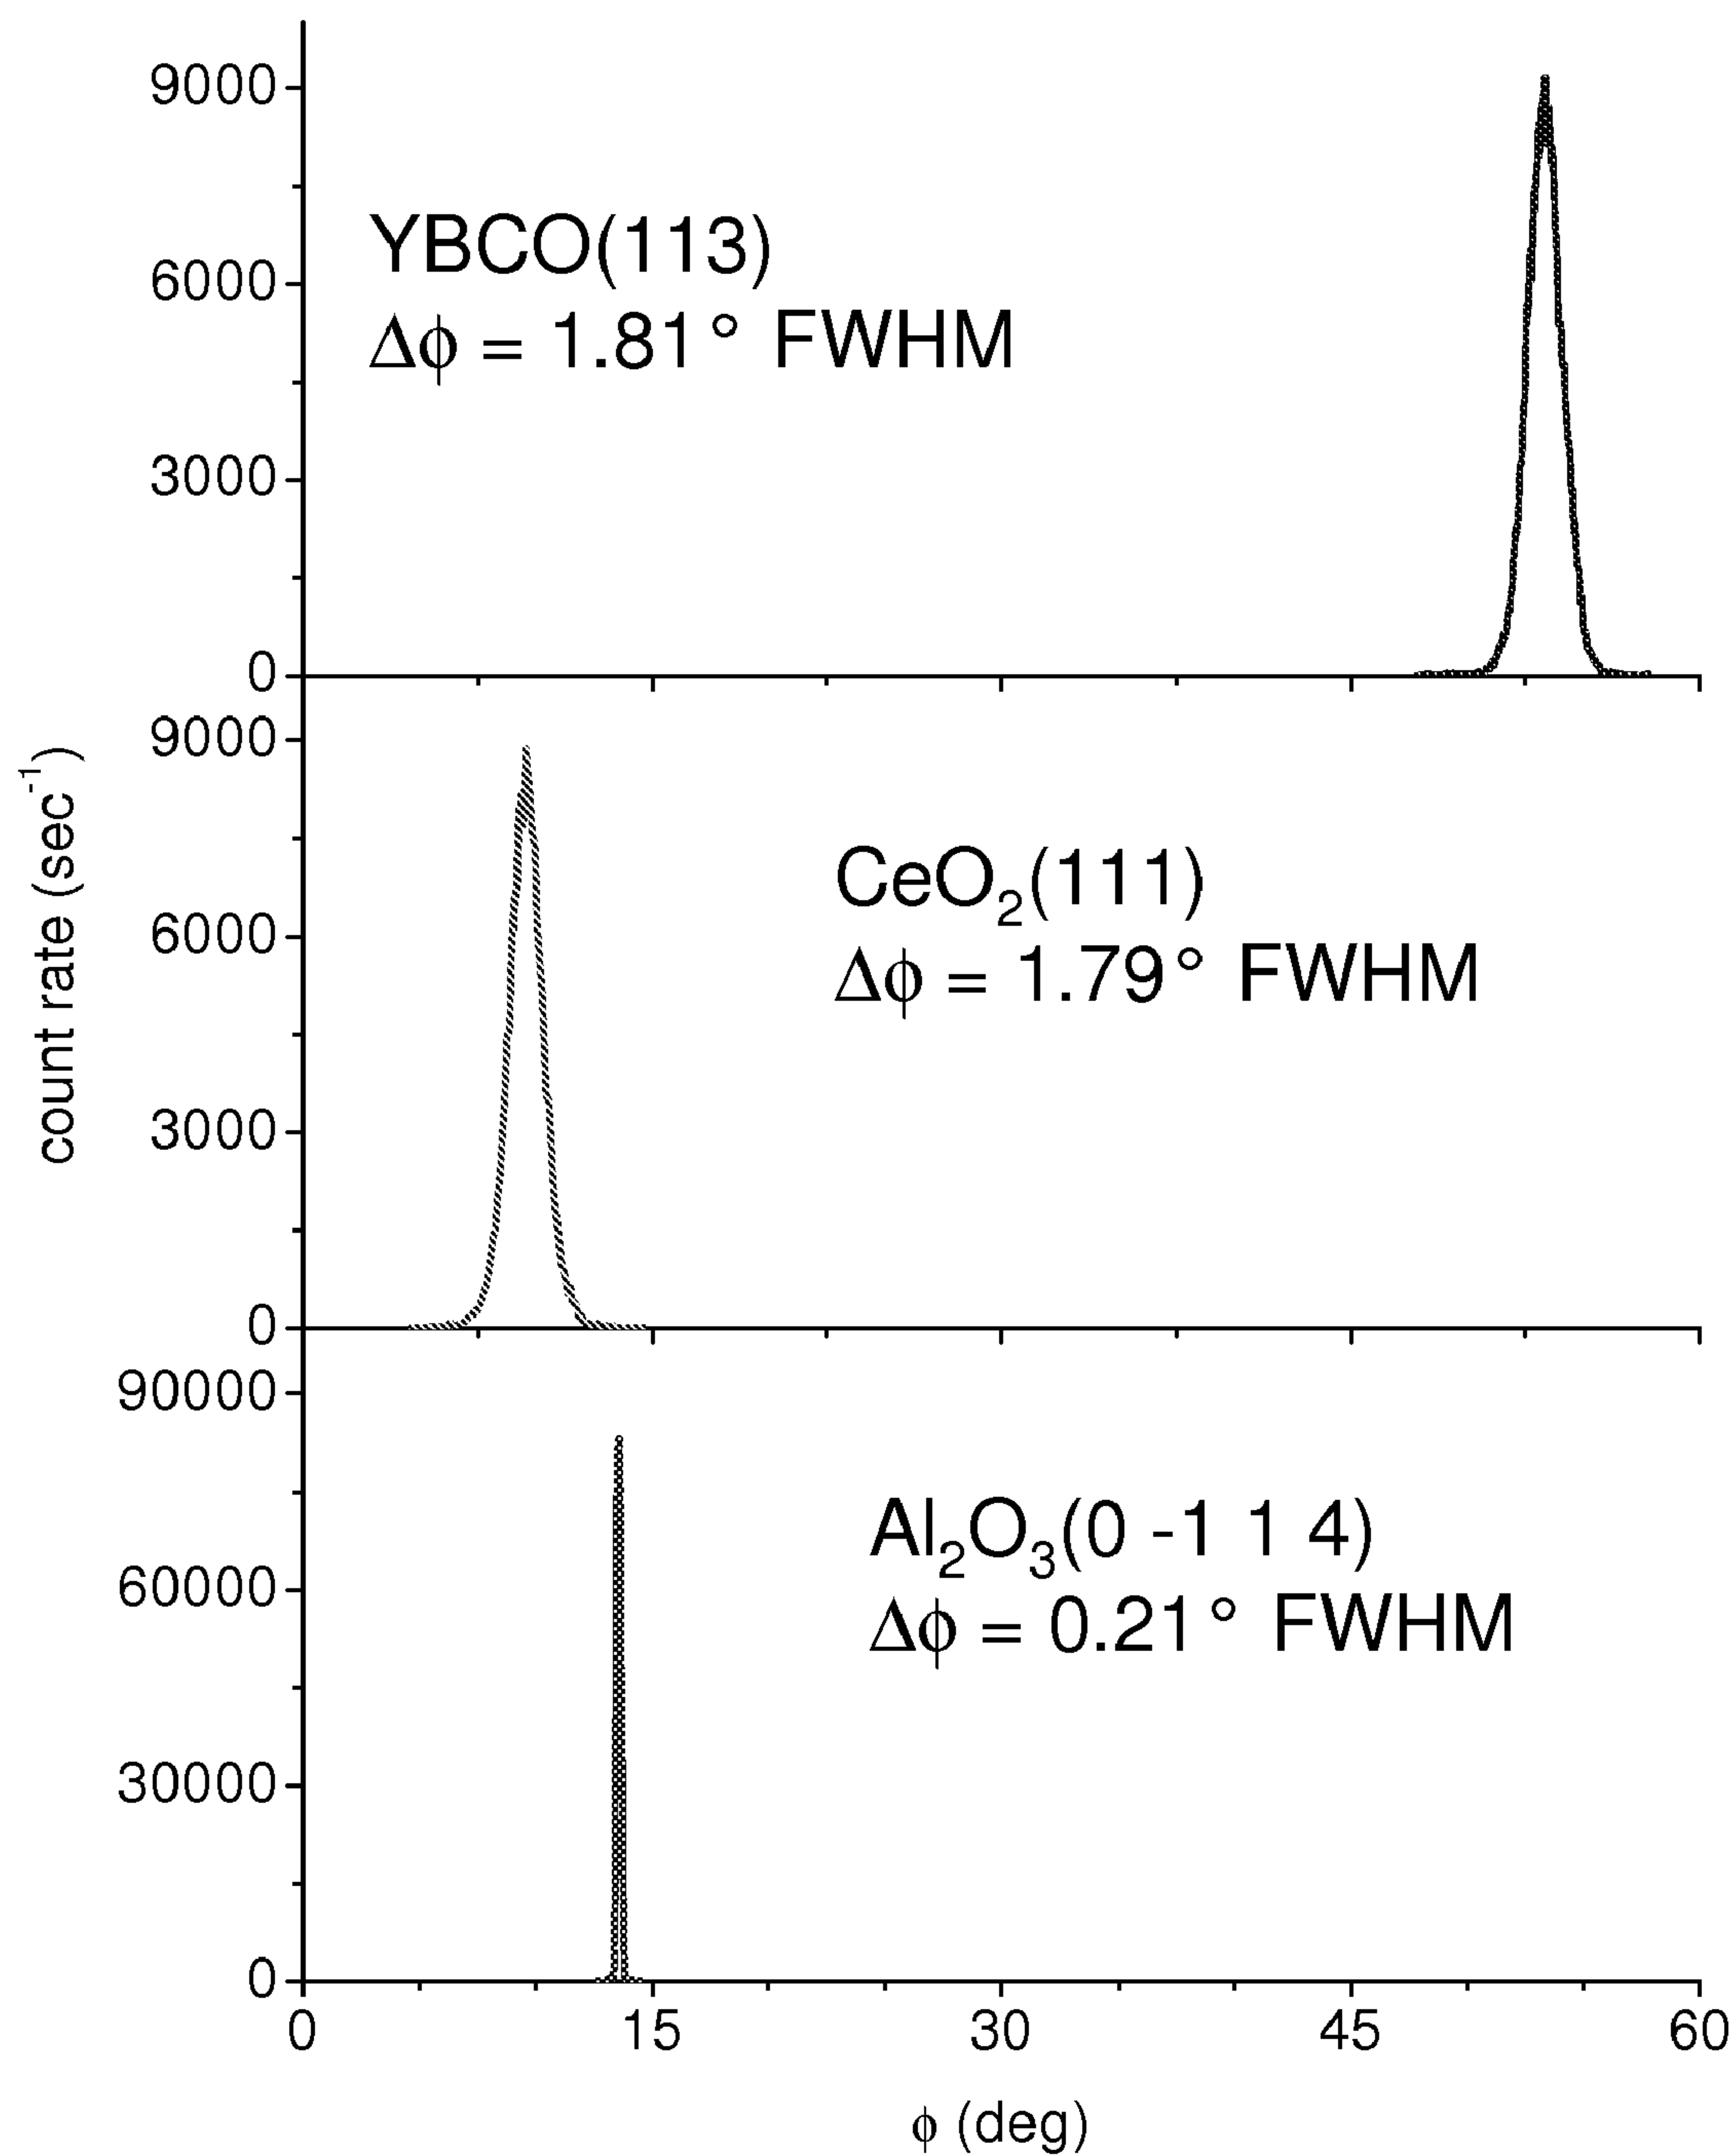 9000
6000
3000
0
YBCO(113)
Δϕ = 1.81° FWHM
9000
6000
3000
0
CeO₂(111)
Δϕ = 1.79° FWHM
count rate (sec⁻¹)
90000
60000
30000
0
Al₂O₃(0 -1 1 4)
Δϕ = 0.21° FWHM
0 15 30 45 60
ϕ (deg)